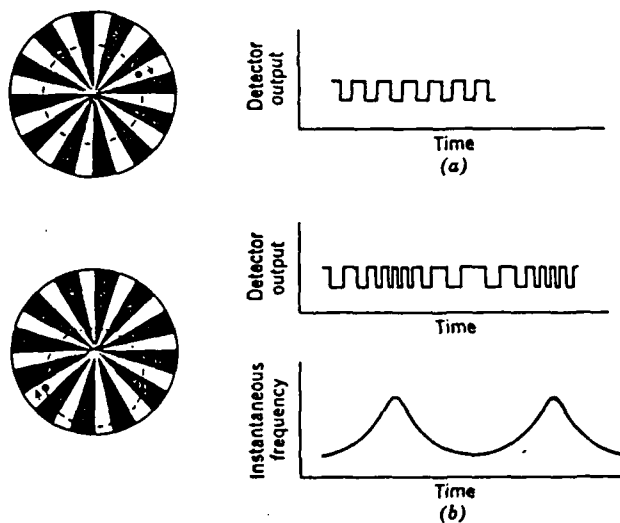 Detector
output
Time
(a)
Detector
output
Time
Instantaneous
frequency
Time
(b)